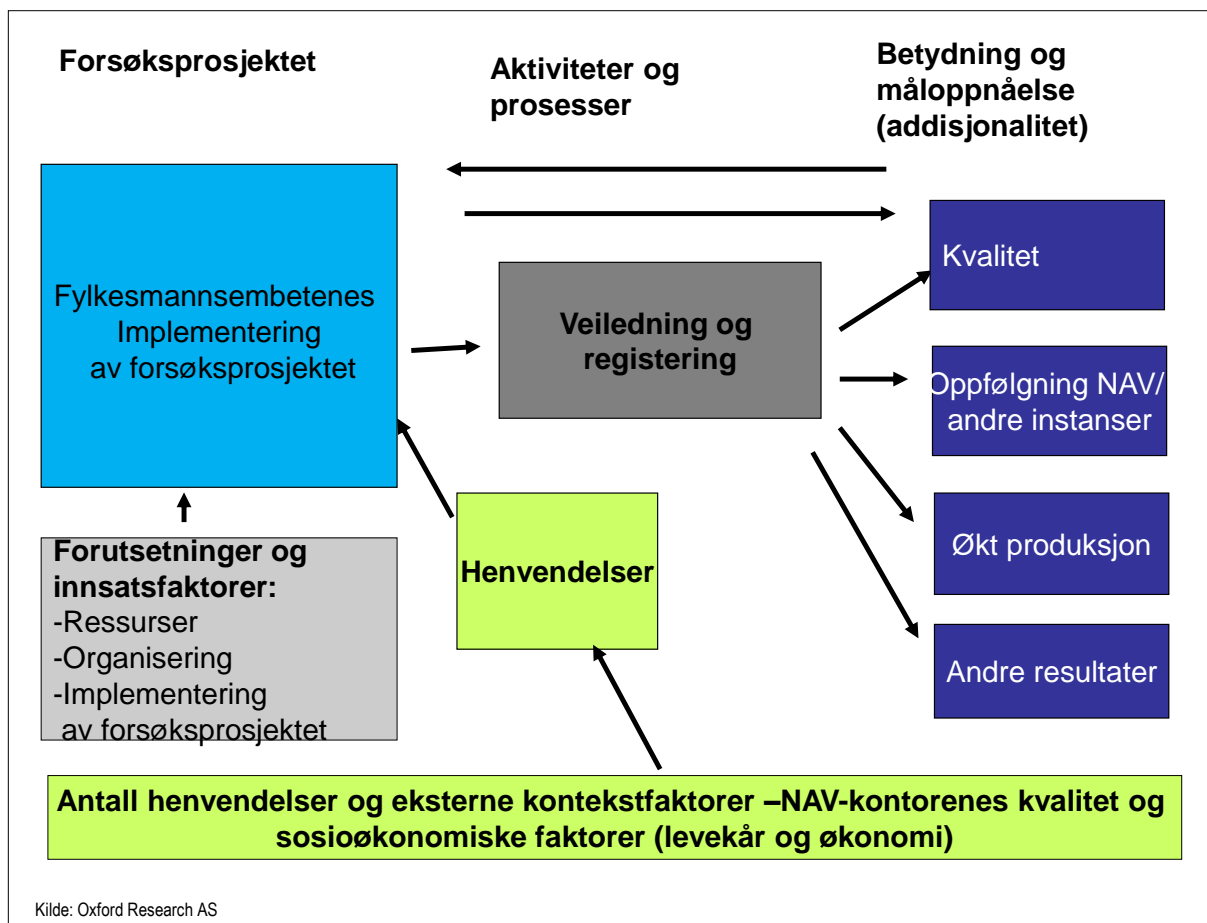 Forsøksprosjektet
Aktiviteter og
prosesser
Betydning og
måloppnåelse
(addisjonalitet)
Fylkesmannsembetenes
Implementering
av forsøksprosjektet
Veiledning og
registering
Kvalitet
Oppfølgning NAV/
andre instanser
Økt produksjon
Andre resultater
Henvendelser
Forutsetninger og
innsatsfaktorer:
-Ressurser
-Organisering
-Implementering
av forsøksprosjektet
Antall henvendelser og eksterne kontekstfaktorer –NAV-kontorenes kvalitet og
sosioøkonomiske faktorer (levekår og økonomi)
Kilde: Oxford Research AS